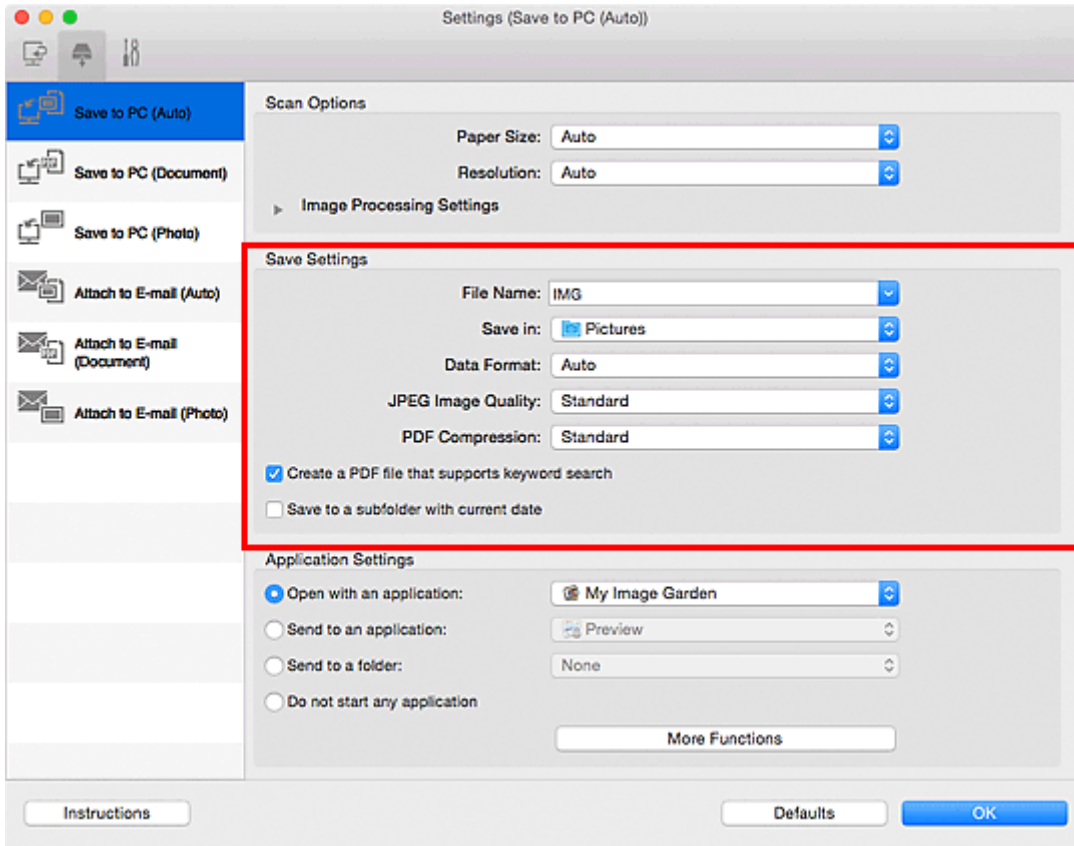 Settings (Save to PC (Auto))
Save to PC (Auto)
Save to PC (Document)
Save to PC (Photo)
Attach to E-mail (Auto)
Attach to E-mail
(Document)
Attach to E-mail (Photo)
Scan Options
Paper Size: Auto
Resolution: Auto
Image Processing Settings
Save Settings
File Name: IMG
Save in: Pictures
Data Format: Auto
JPEG Image Quality: Standard
PDF Compression: Standard
Create a PDF file that supports keyword search
Save to a subfolder with current date
Application Settings
Open with an application: My Image Garden
Send to an application: Preview
Send to a folder: None
Do not start any application
More Functions
Instructions Defaults OK